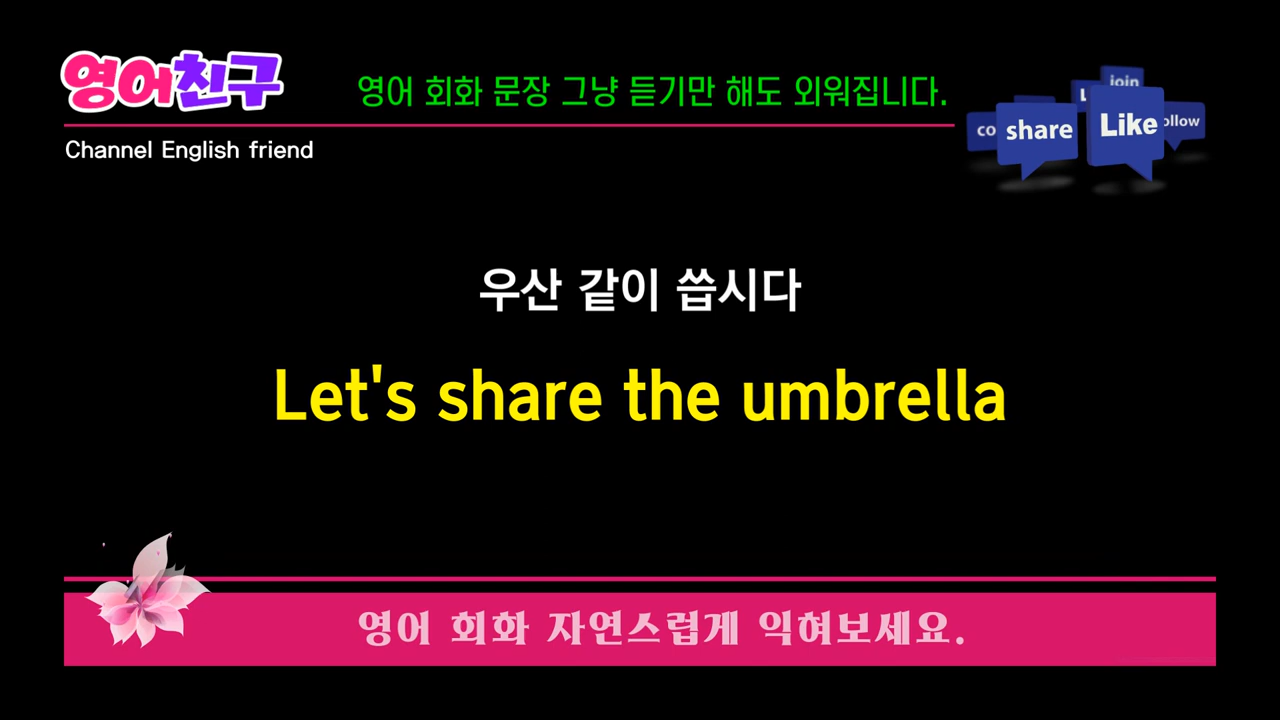 영어친구
영어 회화 문장 그냥 듣기만 해도 외워집니다.
Channel English friend
join
share
Like
우산 같이 씁시다
Let's share the umbrella
영어 회화 자연스럽게 익혀보세요.